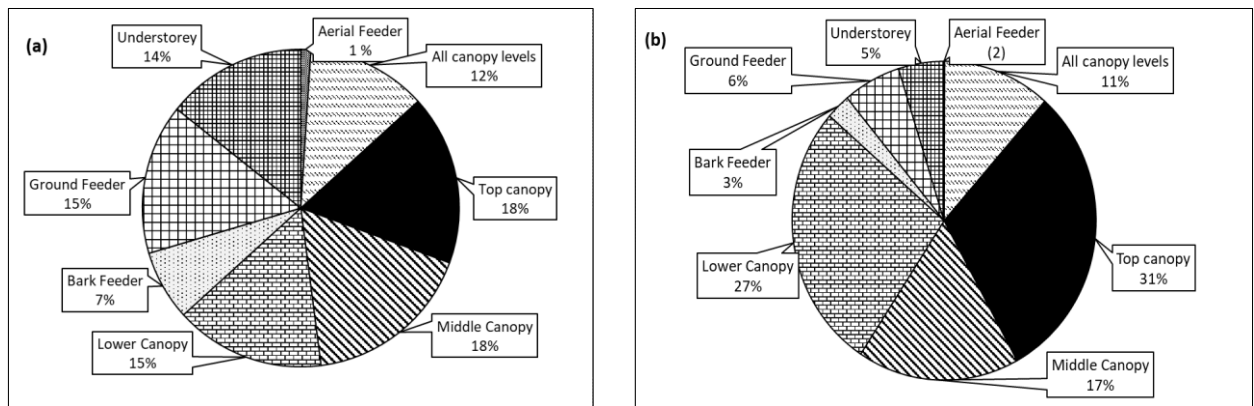 (a)
Understorey
14%
Aerial Feeder
1 %
All canopy levels
12%
Top canopy
18%
Middle Canopy
18%
Lower Canopy
15%
Bark Feeder
7%
Ground Feeder
15%
(b)
Understorey
5%
Aerial Feeder
(2)
All canopy levels
11%
Top canopy
31%
Middle Canopy
17%
Lower Canopy
27%
Bark Feeder
3%
Ground Feeder
6%